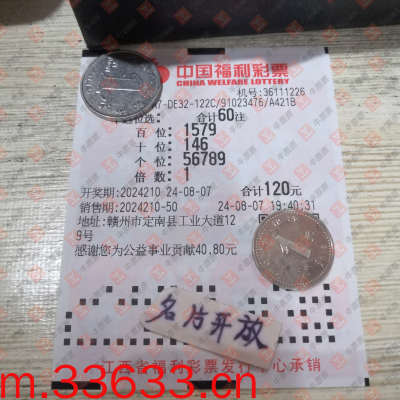 中国福利彩票
CHINA WELFARE LOTTERY
机号:36111226
7-DE32-122C/91023476/A421B
位选: 合计60注
百 位: 1579
十 位: 146
个 位: 56789
倍 数: 1
开奖期:2024210 24-08-07 合计120元
销售期:2024210-50 24-08-07 19:40:31
地址:赣州市定南县工业大道12
9号
感谢您为公益事业贡献40.80元
名片开放
江西省福利彩票发行中心承销
m.33633.cn